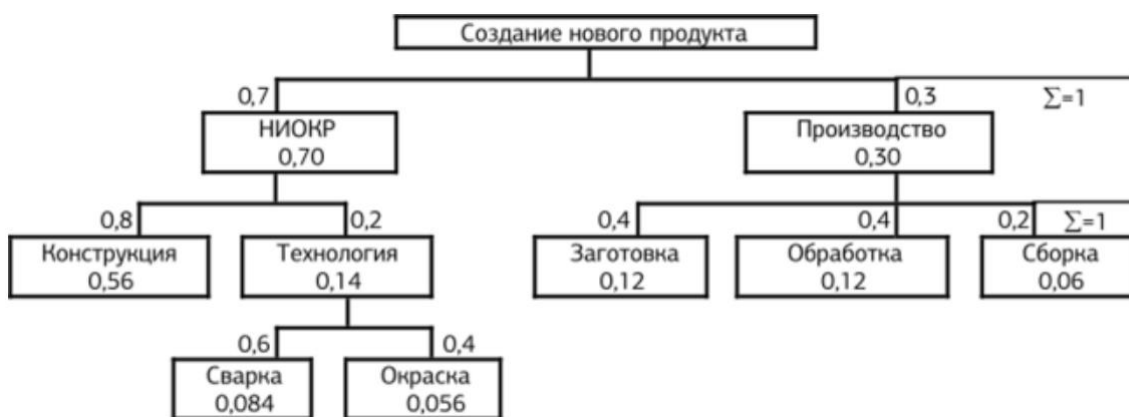 Создание нового продукта
0,7
0,3
∑=1
НИОКР
0,70
Производство
0,30
0,8
0,2
0,4
0,4
0,2
∑=1
Конструкция
0,56
Технология
0,14
Заготовка
0,12
Обработка
0,12
Сборка
0,06
0,6
0,4
Сварка
0,084
Окраска
0,056